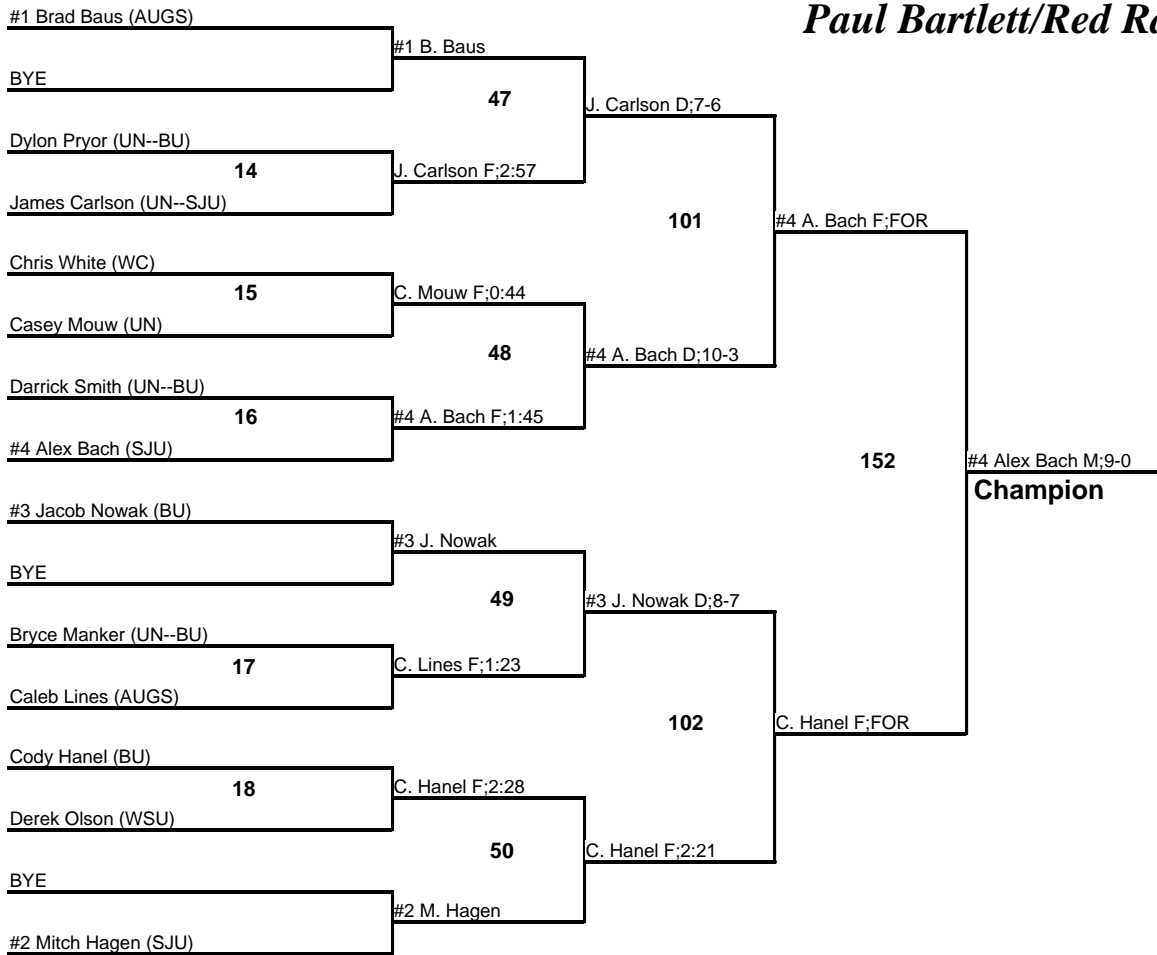 Paul Bartlett/Red
#1 Brad Baus (AUGS)
#1 B. Baus
BYE
47
J. Carlson D;7-6
Dylon Pryor (UN--BU)
14
J. Carlson F;2:57
James Carlson (UN--SJU)
101
#4 A. Bach F;FOR
Chris White (WC)
15
C. Mouw F;0:44
Casey Mouw (UN)
48
#4 A. Bach D;10-3
Darrick Smith (UN--BU)
16
#4 A. Bach F;1:45
#4 Alex Bach (SJU)
152
#4 Alex Bach M;9-0
Champion
#3 Jacob Nowak (BU)
#3 J. Nowak
BYE
49
#3 J. Nowak D;8-7
Bryce Manker (UN--BU)
17
C. Lines F;1:23
Caleb Lines (AUGS)
102
C. Hanel F;FOR
Cody Hanel (BU)
18
C. Hanel F;2:28
Derek Olson (WSU)
50
C. Hanel F;2:21
BYE
#2 M. Hagen
#2 Mitch Hagen (SJU)